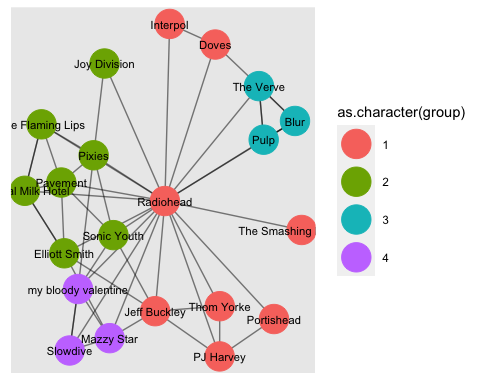 Interpol
Doves
Joy Division
The Verve
as.character(group)
e Flaming Lips
Blur
1
Pulp
Pixies
2
al Milk Hotel
Pavement
Radiohead
3
The Smashing
Sonic Youth
4
Elliott Smith
my bloody valentine
Jeff Buckley
Thom Yorke
Portishead
Mazzy Star
Slowdive
PJ Harvey